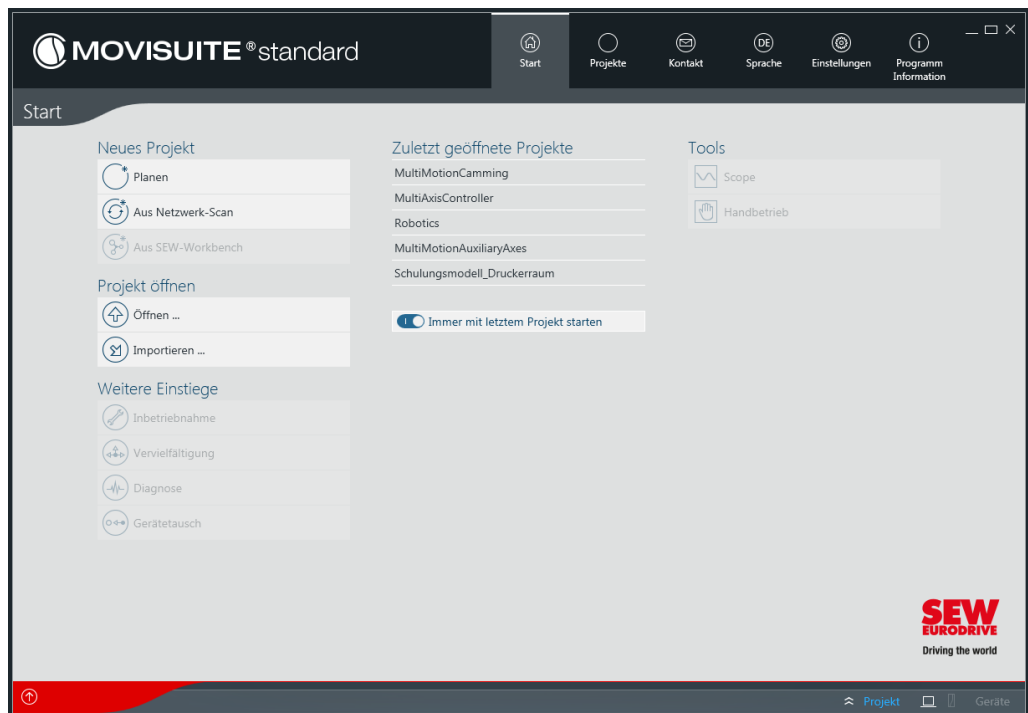 MOVISUITE ® standard
Start
Projekte
Kontakt
DE
Sprache
Einstellungen
Programm
Information
Start
Neues Projekt
Planen
Aus Netzwerk-Scan
Aus SEW-Workbench
Projekt öffnen
Öffnen ...
Importieren ...
Weitere Einstiege
Inbetriebnahme
Vervielfältigung
Diagnose
Gerätetausch
Zuletzt geöffnete Projekte
MultiMotionCamming
MultiAxisController
Robotics
MultiMotionAuxiliaryAxes
Schulungsmodell_Druckerraum
Immer mit letztem Projekt starten
Tools
Scope
Handbetrieb
SEW
EURODRIVE
Driving the world
Projekt
Geräte